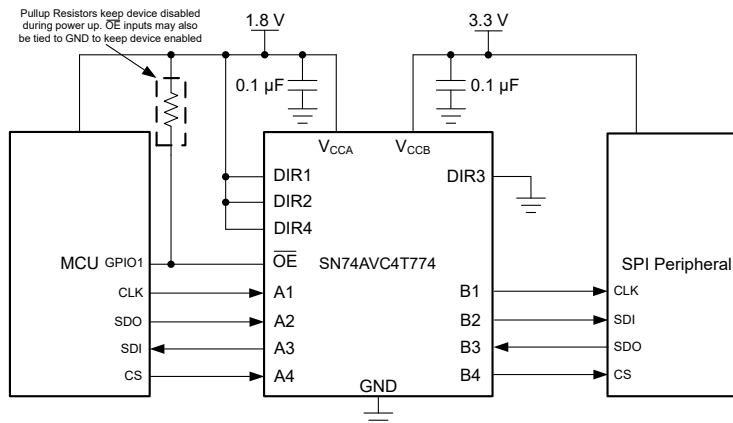 Pullup Resistors keep device disabled
during power up. OE inputs may also
be tied to GND to keep device enabled
1.8 V
3.3 V
0.1 µF
0.1 µF
VCCA
VCCB
DIR1
DIR2
DIR4
DIR3
MCU
GPIO1
OE
SN74AVC4T774
SPI Peripheral
CLK
A1
B1
CLK
SDO
A2
B2
SDI
SDI
A3
B3
SDO
CS
A4
B4
CS
GND